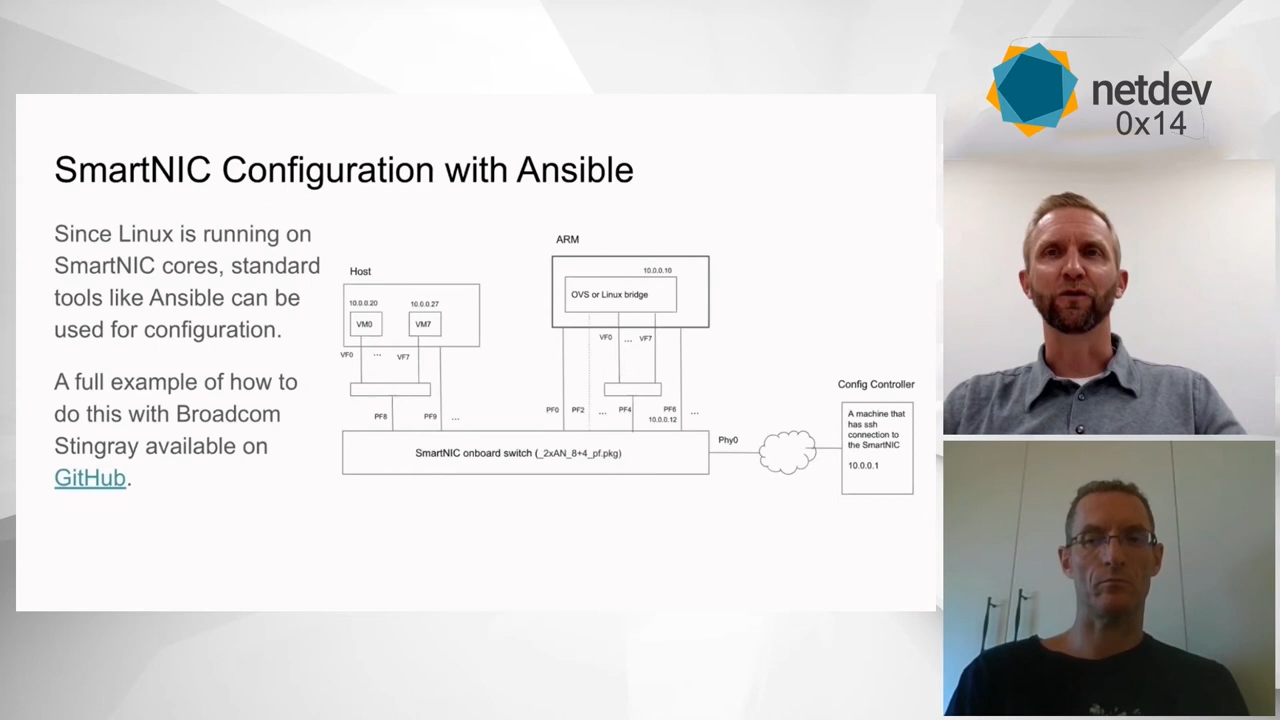 netdev
0x14
SmartNIC Configuration with Ansible
Since Linux is running on
SmartNIC cores, standard
tools like Ansible can be
used for configuration.
A full example of how to
do this with Broadcom
Stingray available on
GitHub.
Host
10.0.0.20
10.0.0.27
VM0
VM7
VF0
...
VF7
PF8
PF9
...
ARM
10.0.0.10
OVS or Linux bridge
VF0
...
VF7
PF0
PF2
...
PF4
PF6
...
10.0.0.12
SmartNIC onboard switch (_2xAN_8+4_pf.pkg)
Phy0
Config Controller
A machine that
has ssh
connection to
the SmartNIC
10.0.0.1